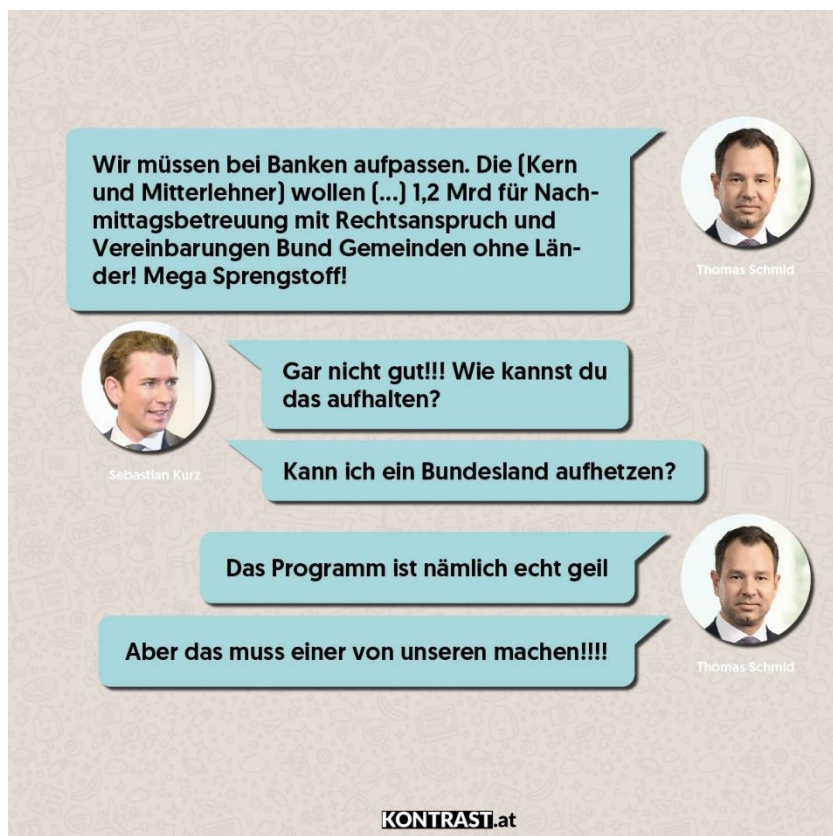 Wir müssen bei Banken aufpassen. Die (Kern
und Mitterlehner) wollen (...) 1,2 Mrd für Nach-
mittagsbetreuung mit Rechtsanspruch und
Vereinbarungen Bund Gemeinden ohne Län-
der! Mega Sprengstoff!
Thomas Schmid
Gar nicht gut!!! Wie kannst du
das aufhalten?
Kann ich ein Bundesland aufhetzen?
Sebastian Kurz
Das Programm ist nämlich echt geil
Aber das muss einer von unseren machen!!!!
Thomas Schmid
KONTRAST.at